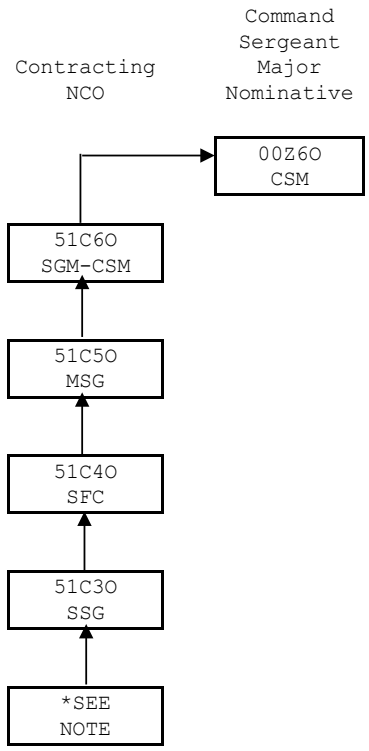 Command
Sergeant
Major
Nominative
Contracting
NCO
00Z6O
CSM
51C6O
SGM-CSM
51C5O
MSG
51C4O
SFC
51C3O
SSG
*SEE
NOTE